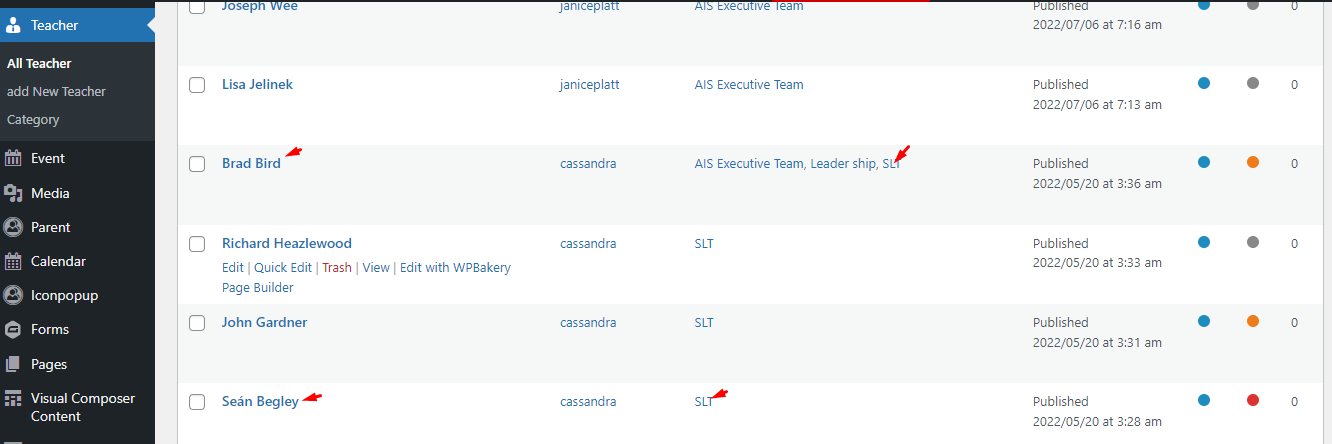 Teacher
All Teacher
add New Teacher
Category
Event
Media
Parent
Calendar
Iconpopup
Forms
Pages
Visual Composer
Content
Joseph Wee janiceplatt AIS Executive Team Published 0
2022/07/06 at 7:16 am
Lisa Jelinek janiceplatt AIS Executive Team Published 0
2022/07/06 at 7:13 am
Brad Bird cassandra AIS Executive Team, Leader ship, SLT Published 0
2022/05/20 at 3:36 am
Richard Heazlewood cassandra SLT Published 0
Edit | Quick Edit | Trash | View | Edit with WPBakery 2022/05/20 at 3:33 am
Page Builder
John Gardner cassandra SLT Published 0
2022/05/20 at 3:31 am
Seán Begley cassandra SLT Published 0
2022/05/20 at 3:28 am